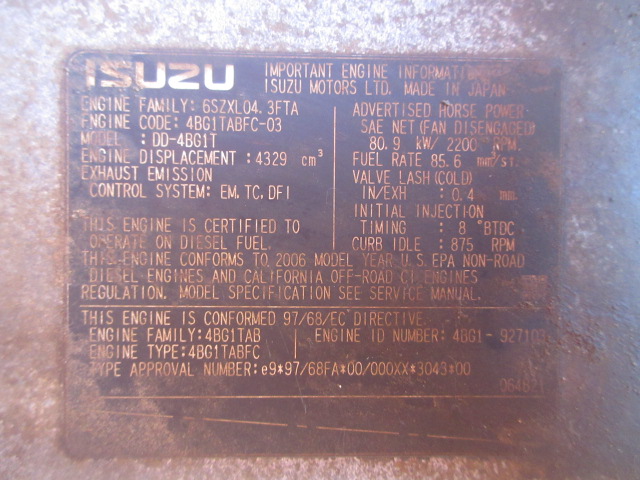 ISUZU
IMPORTANT ENGINE INFORMATION
ISUZU MOTORS LTD. MADE IN JAPAN
ENGINE FAMILY: 6SZXL04.3FTA
ENGINE CODE: 4BG1TABFC-03
MODEL : DD-4BG1T
ENGINE DISPLACEMENT: 4329 cm³
EXHAUST EMISSION
CONTROL SYSTEM: EM, TC, DFI
THIS ENGINE IS CERTIFIED TO
OPERATE ON DIESEL FUEL.
ADVERTISED HORSE POWER:
SAE NET (FAN DISENGAGED)
80.9 kW/ 2200 RPM.
FUEL RATE 85.6 mm³/st.
VALVE LASH (COLD)
IN/EXH : 0.4 mm.
INITIAL INJECTION
TIMING : 8 °BTDC
CURB IDLE : 875 RPM
THIS ENGINE CONFORMS TO 2006 MODEL YEAR U.S. EPA NON-ROAD
DIESEL ENGINES AND CALIFORNIA OFF-ROAD CI ENGINES
REGULATION. MODEL SPECIFICATION SEE SERVICE MANUAL.
THIS ENGINE IS CONFORMED 97/68/EC DIRECTIVE.
ENGINE FAMILY:4BG1TAB
ENGINE ID NUMBER: 4BG1- 927103
ENGINE TYPE:4BG1TABFC
TYPE APPROVAL NUMBER:e9*97/68FA*00/000XX*3043*00